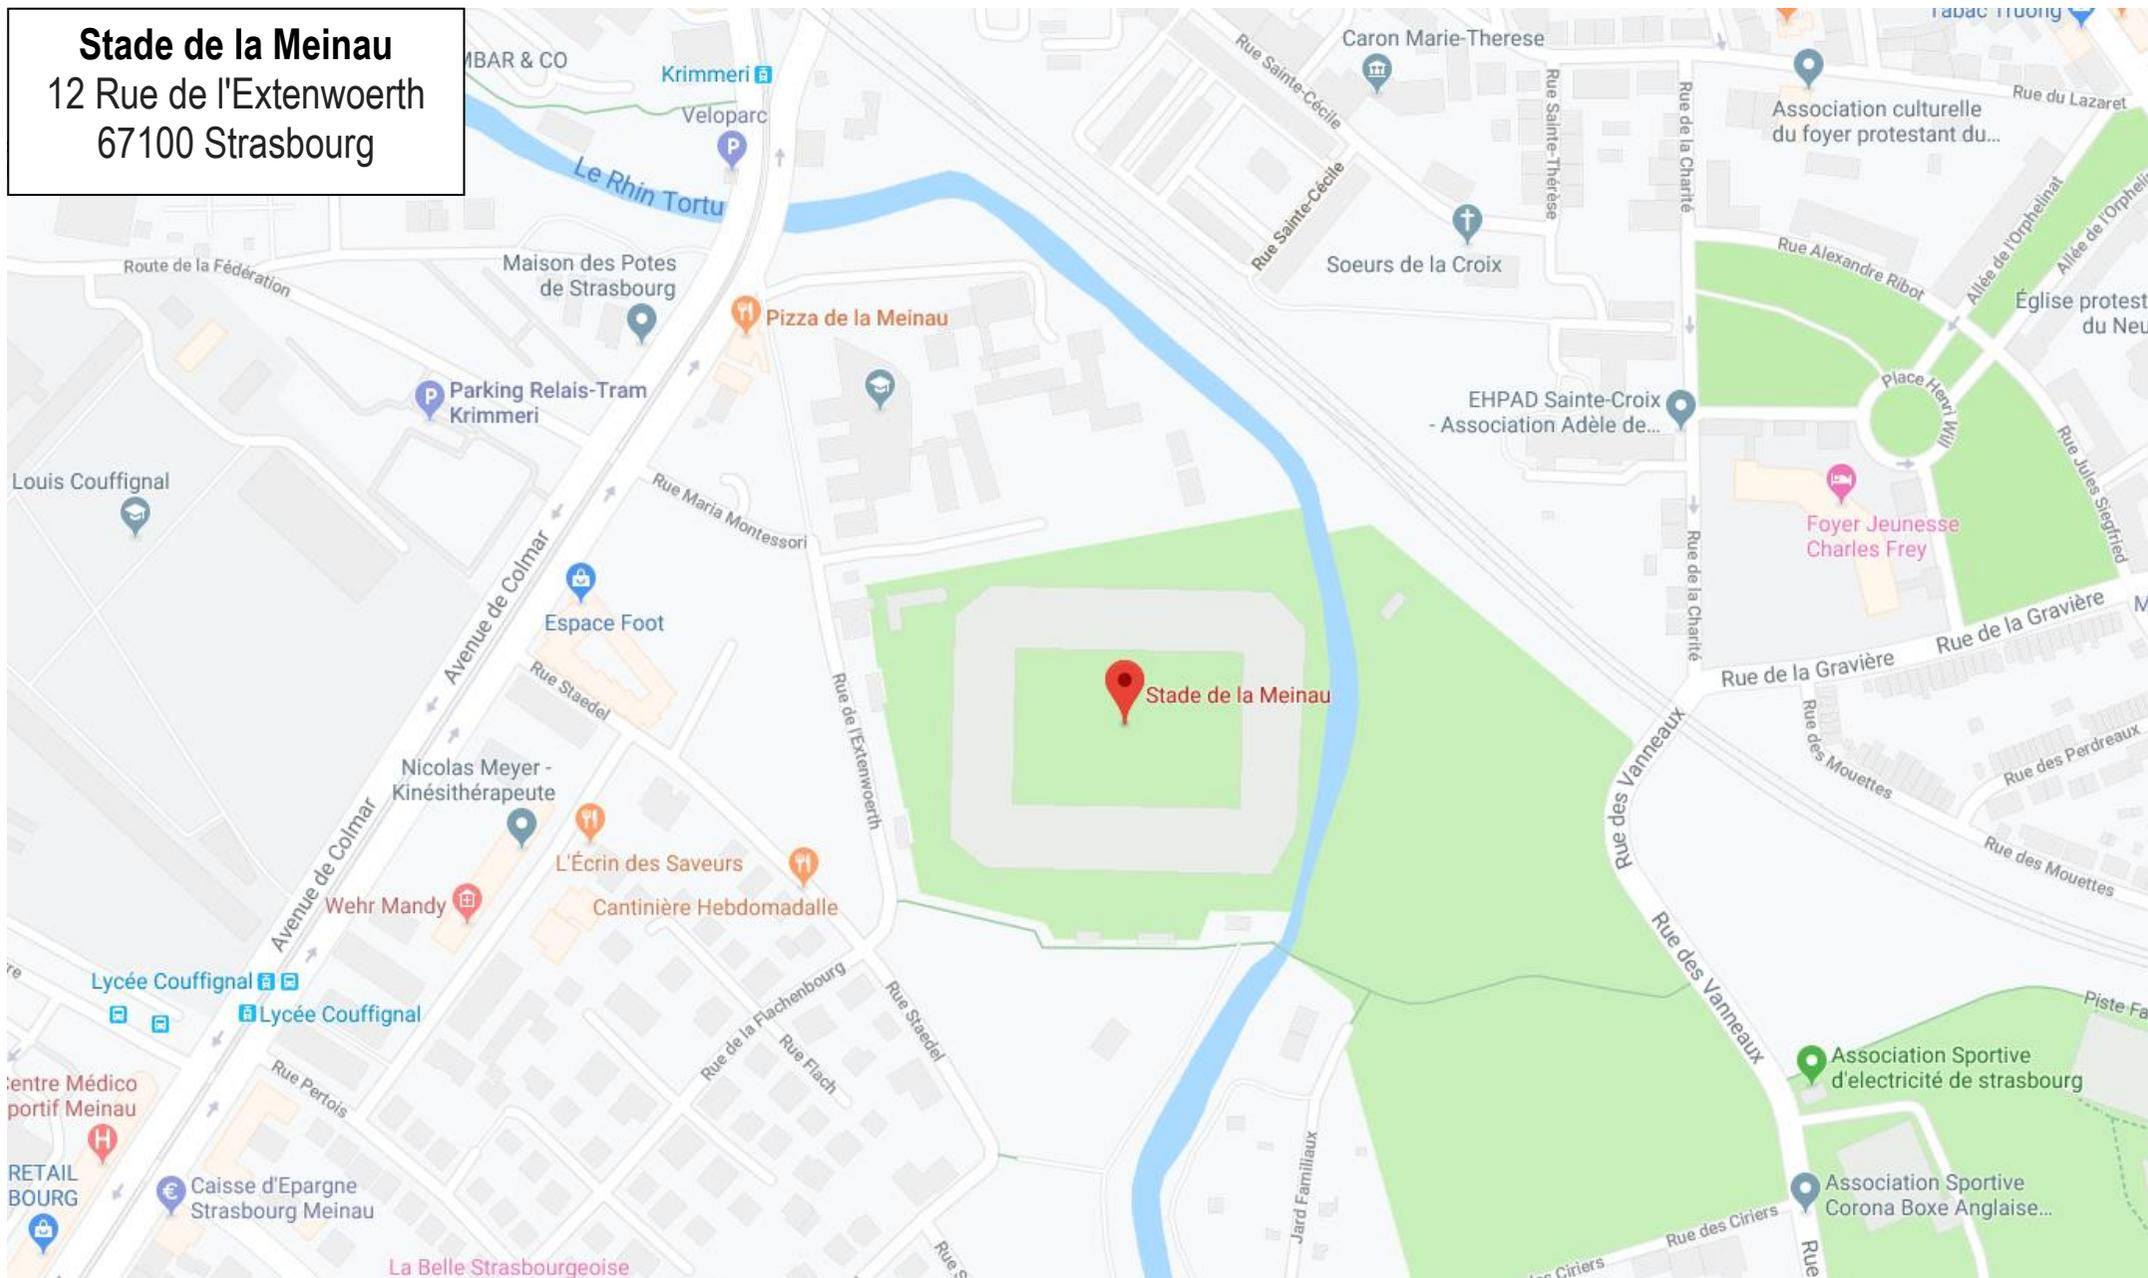 Stade de la Meinau
12 Rue de l'Extenwoerth
67100 Strasbourg
MBAR & CO
Krimmeri
Veloparc
P
Le Rhin Tortu
Caron Marie-Therese
Rue Sainte-Cécile
Rue Sainte-Cécile
Rue Sainte-Thérèse
Rue de la Charité
Tabac Truong
Association culturelle
du foyer protestant du...
Rue du Lazaret
Allée de l'Orphelinat
Allée de l'Orpheli
Rue Alexandre Ribot
Église protest
du Neu
Soeurs de la Croix
Route de la Fédération
Maison des Potes
de Strasbourg
Pizza de la Meinau
P
Parking Relais-Tram
Krimmeri
EHPAD Sainte-Croix
- Association Adèle de...
Place Henri Will
Rue Jules Siegfried
Louis Couffignal
Rue Maria Montessori
Foyer Jeunesse
Charles Frey
Avenue de Colmar
Espace Foot
Rue de la Charité
Rue de la Gravière
Rue de la Gravière
M
Rue Staedel
Rue de l'Extenwoerth
Stade de la Meinau
Rue des Vanneaux
Rue des Mouettes
Rue des Perdreaux
Nicolas Meyer -
Kinésithérapeute
Avenue de Colmar
L'Écrin des Saveurs
Cantinière Hebdomadalle
Wehr Mandy
Rue des Mouettes
Rue des Vanneaux
re
Lycée Couffignal
Lycée Couffignal
Rue de la Flachenbourg
Rue Staedel
Rue Flach
Piste Fa
Rue Pertois
Association Sportive
d'electricité de strasbourg
Centre Médico
portif Meinau
H
RETAIL
BOURG
€
Caisse d'Epargne
Strasbourg Meinau
Jard Familiaux
Association Sportive
Corona Boxe Anglaise...
Rue des Ciriers
Ciriers
Rue
Rue S
La Belle Strasbourgeoise